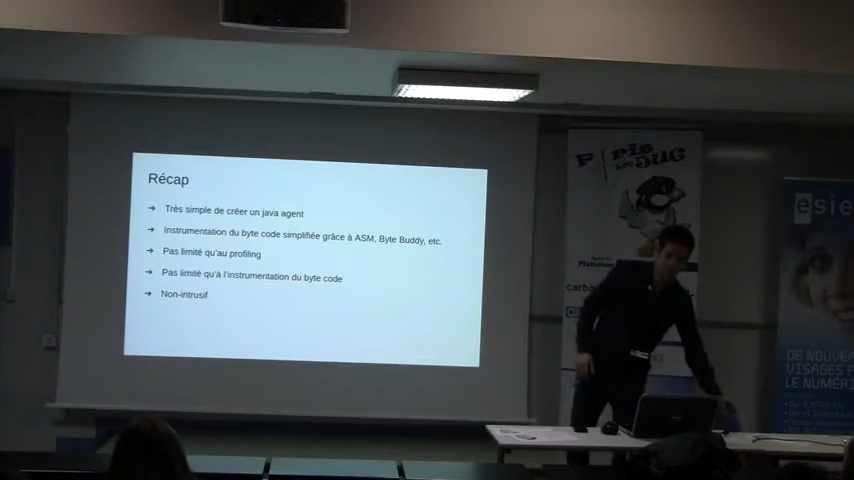 Récap
➔ Très simple de créer un java agent
➔ Instrumentation du byte code simplifiée grâce à ASM, Byte Buddy, etc.
➔ Pas limité qu'au profiling
➔ Pas limité qu'à l'instrumentation du byte code
➔ Non-intrusif
Paris
JUG
esie
DE NOUVEA
VISAGES P
LE NUMÉRI